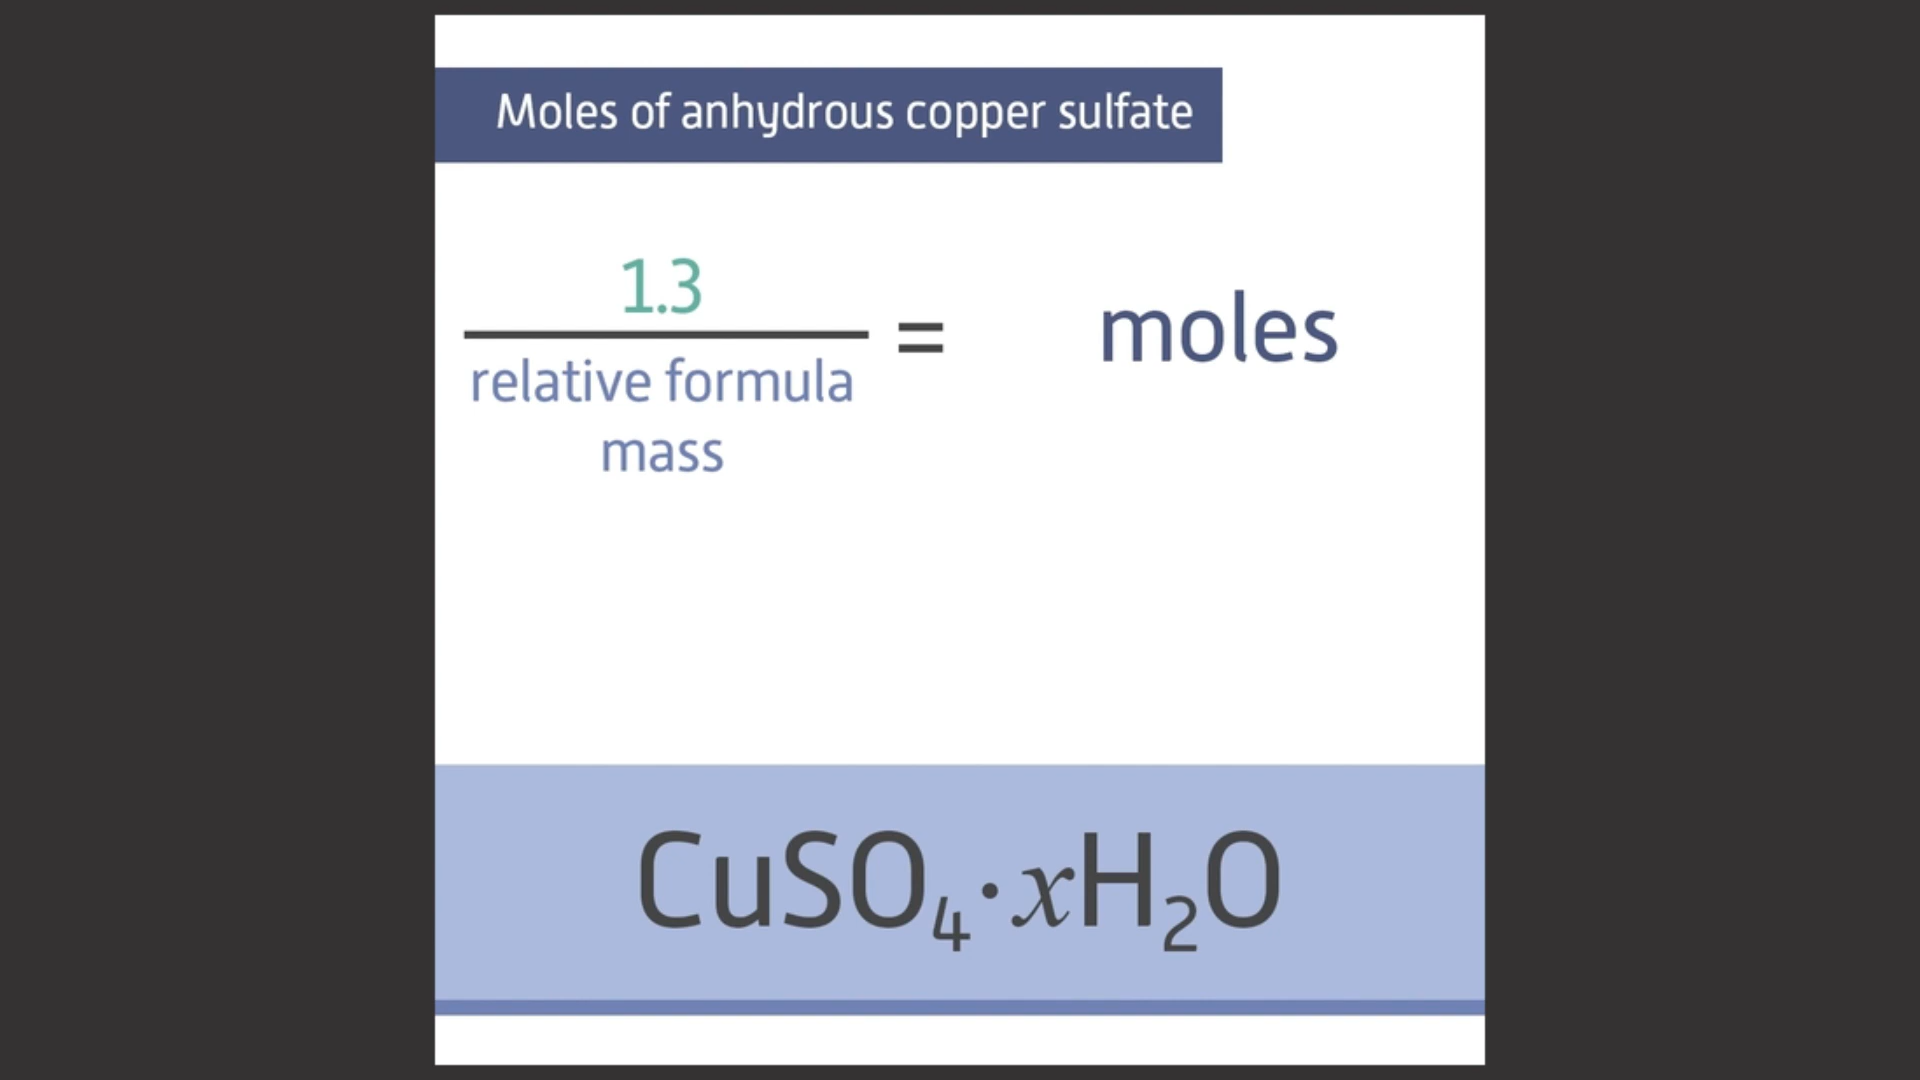 Moles of anhydrous copper sulfate
1.3
relative formula
mass
= moles
CuSO₄·xH₂O